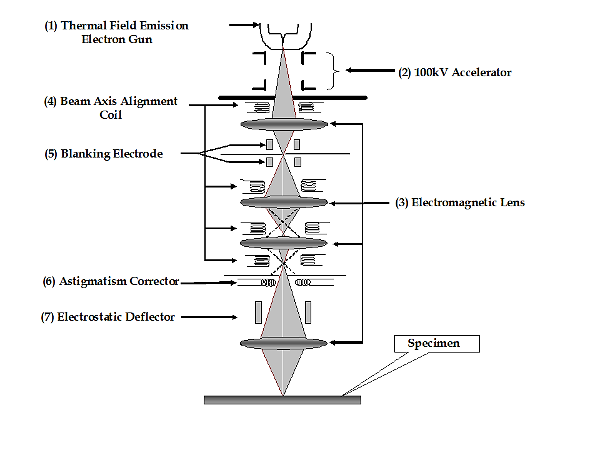 (1) Thermal Field Emission
Electron Gun
(2) 100kV Accelerator
(4) Beam Axis Alignment
Coil
(5) Blanking Electrode
(3) Electromagnetic Lens
(6) Astigmatism Corrector
(7) Electrostatic Deflector
Specimen